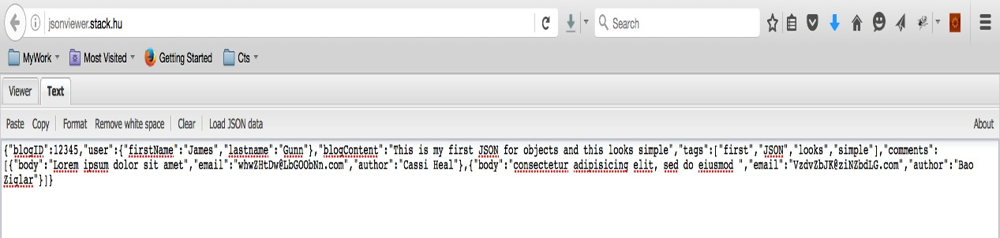 jsonviewer.stack.hu
Search
MyWork Most Visited Getting Started Cts
Viewer Text
Paste Copy Format Remove white space Clear Load JSON data About
{"blogID":12345,"user":{"firstName":"James","lastname":"Gunn"},"blogContent":"This is my first JSON for objects and this looks simple","tags":["first","JSON","looks","simple"],"comments":
[{"body":"Lorem ipsum dolor sit amet","email":"whwZHtDw@LbGOObNn.com","author":"Cassi Heal"},{"body":"consectetur adipisicing elit, sed do eiusmod ","email":"VzdvZbJK@ziNZbdLG.com","author":"Bao
Ziglar"}]}